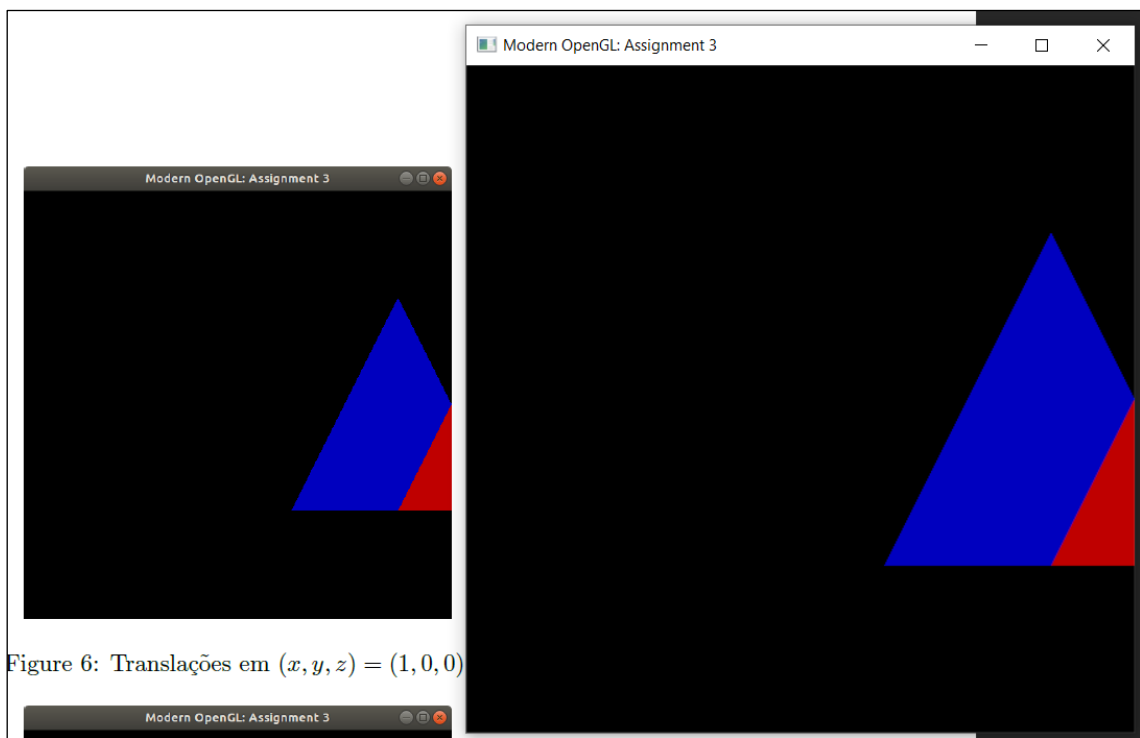 Modern OpenGL: Assignment 3
Modern OpenGL: Assignment 3
Figure 6: Translações em (x, y, z) = (1, 0, 0)
Modern OpenGL: Assignment 3